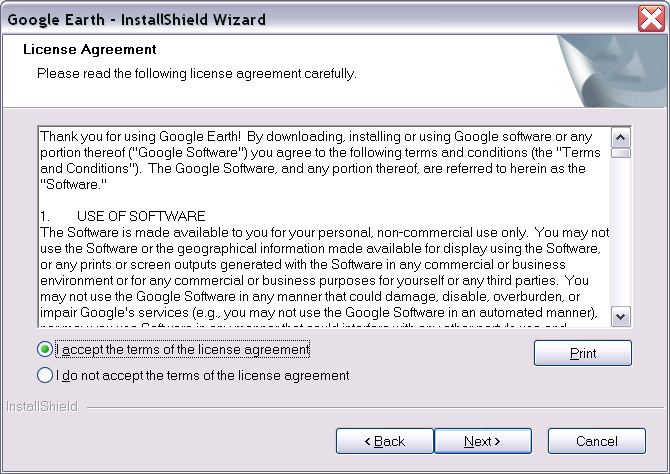 Google Earth - InstallShield Wizard
License Agreement
Please read the following license agreement carefully.
Thank you for using Google Earth!  By downloading, installing or using Google software or any
portion thereof ("Google Software") you agree to the following terms and conditions (the "Terms
and Conditions").  The Google Software, and any portion thereof, are referred to herein as the
"Software."
1.      USE OF SOFTWARE
The Software is made available to you for your personal, non-commercial use only.  You may not
use the Software or the geographical information made available for display using the Software,
or any prints or screen outputs generated with the Software in any commercial or business
environment or for any commercial or business purposes for yourself or any third parties.  You
may not use the Google Software in any manner that could damage, disable, overburden, or
impair Google's services (e.g., you may not use the Google Software in an automated manner),
I accept the terms of the license agreement
Print
I do not accept the terms of the license agreement
InstallShield
< Back
Next >
Cancel